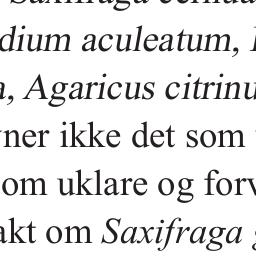 Saxifraga cernua
dium aculeatum,
, Agaricus citrinu
ner ikke det som
om uklare og forv
akt om Saxifraga